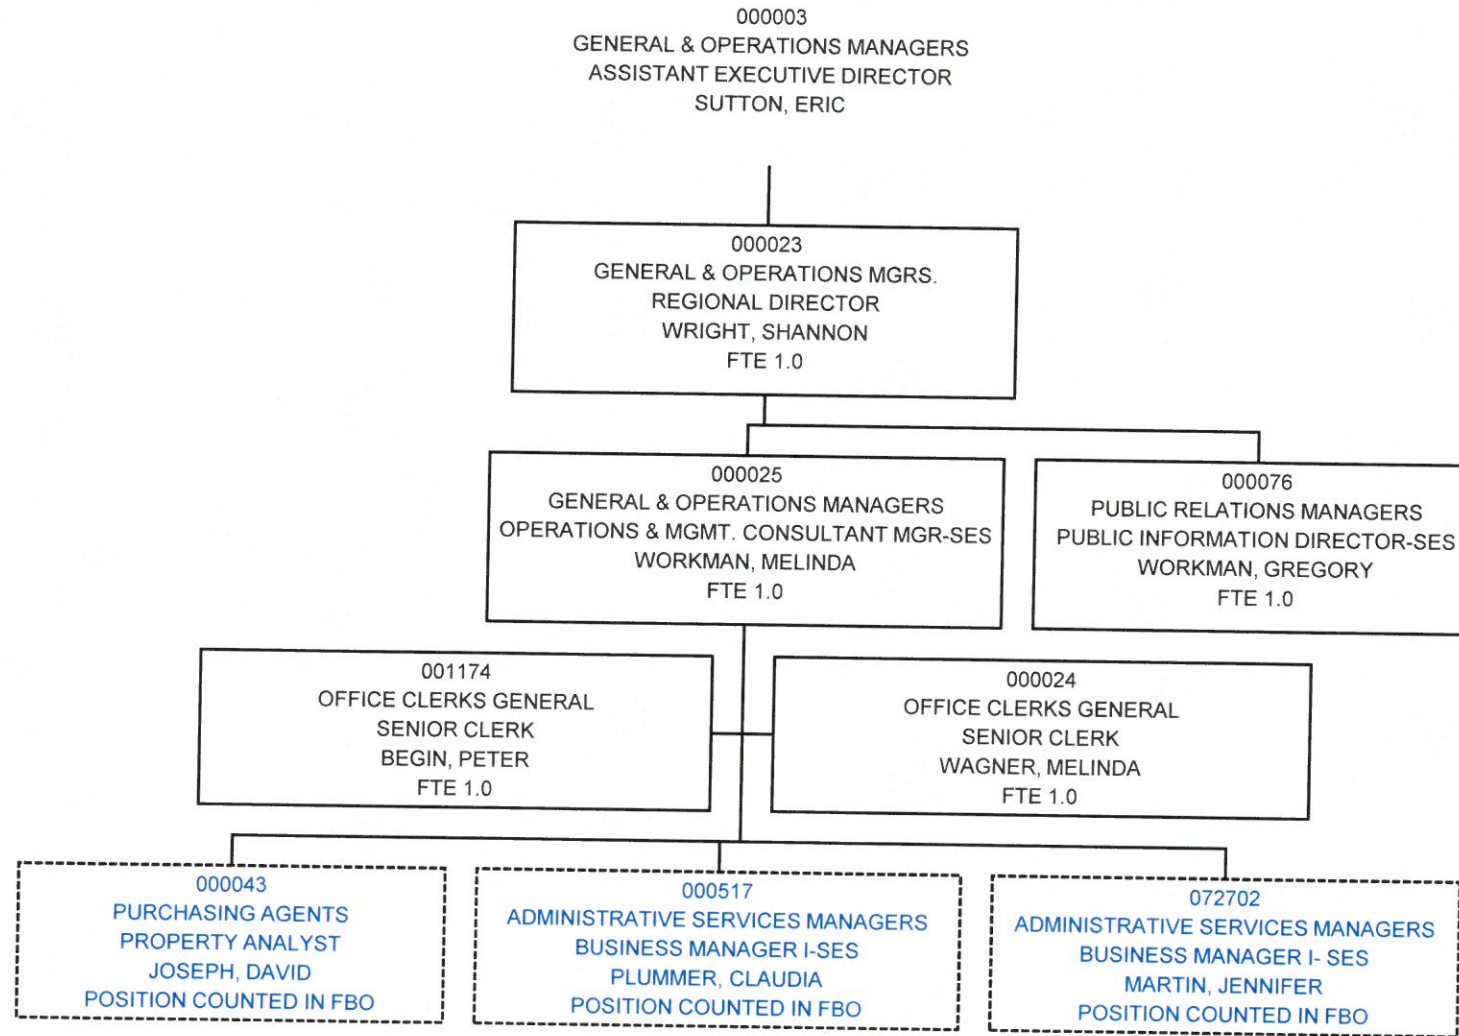 000003
GENERAL & OPERATIONS MANAGERS
ASSISTANT EXECUTIVE DIRECTOR
SUTTON, ERIC
000023
GENERAL & OPERATIONS MGRS.
REGIONAL DIRECTOR
WRIGHT, SHANNON
FTE 1.0
000025
GENERAL & OPERATIONS MANAGERS
OPERATIONS & MGMT. CONSULTANT MGR-SES
WORKMAN, MELINDA
FTE 1.0
000076
PUBLIC RELATIONS MANAGERS
PUBLIC INFORMATION DIRECTOR-SES
WORKMAN, GREGORY
FTE 1.0
001174
OFFICE CLERKS GENERAL
SENIOR CLERK
BEGIN, PETER
FTE 1.0
000024
OFFICE CLERKS GENERAL
SENIOR CLERK
WAGNER, MELINDA
FTE 1.0
000043
PURCHASING AGENTS
PROPERTY ANALYST
JOSEPH, DAVID
POSITION COUNTED IN FBO
000517
ADMINISTRATIVE SERVICES MANAGERS
BUSINESS MANAGER I-SES
PLUMMER, CLAUDIA
POSITION COUNTED IN FBO
072702
ADMINISTRATIVE SERVICES MANAGERS
BUSINESS MANAGER I- SES
MARTIN, JENNIFER
POSITION COUNTED IN FBO